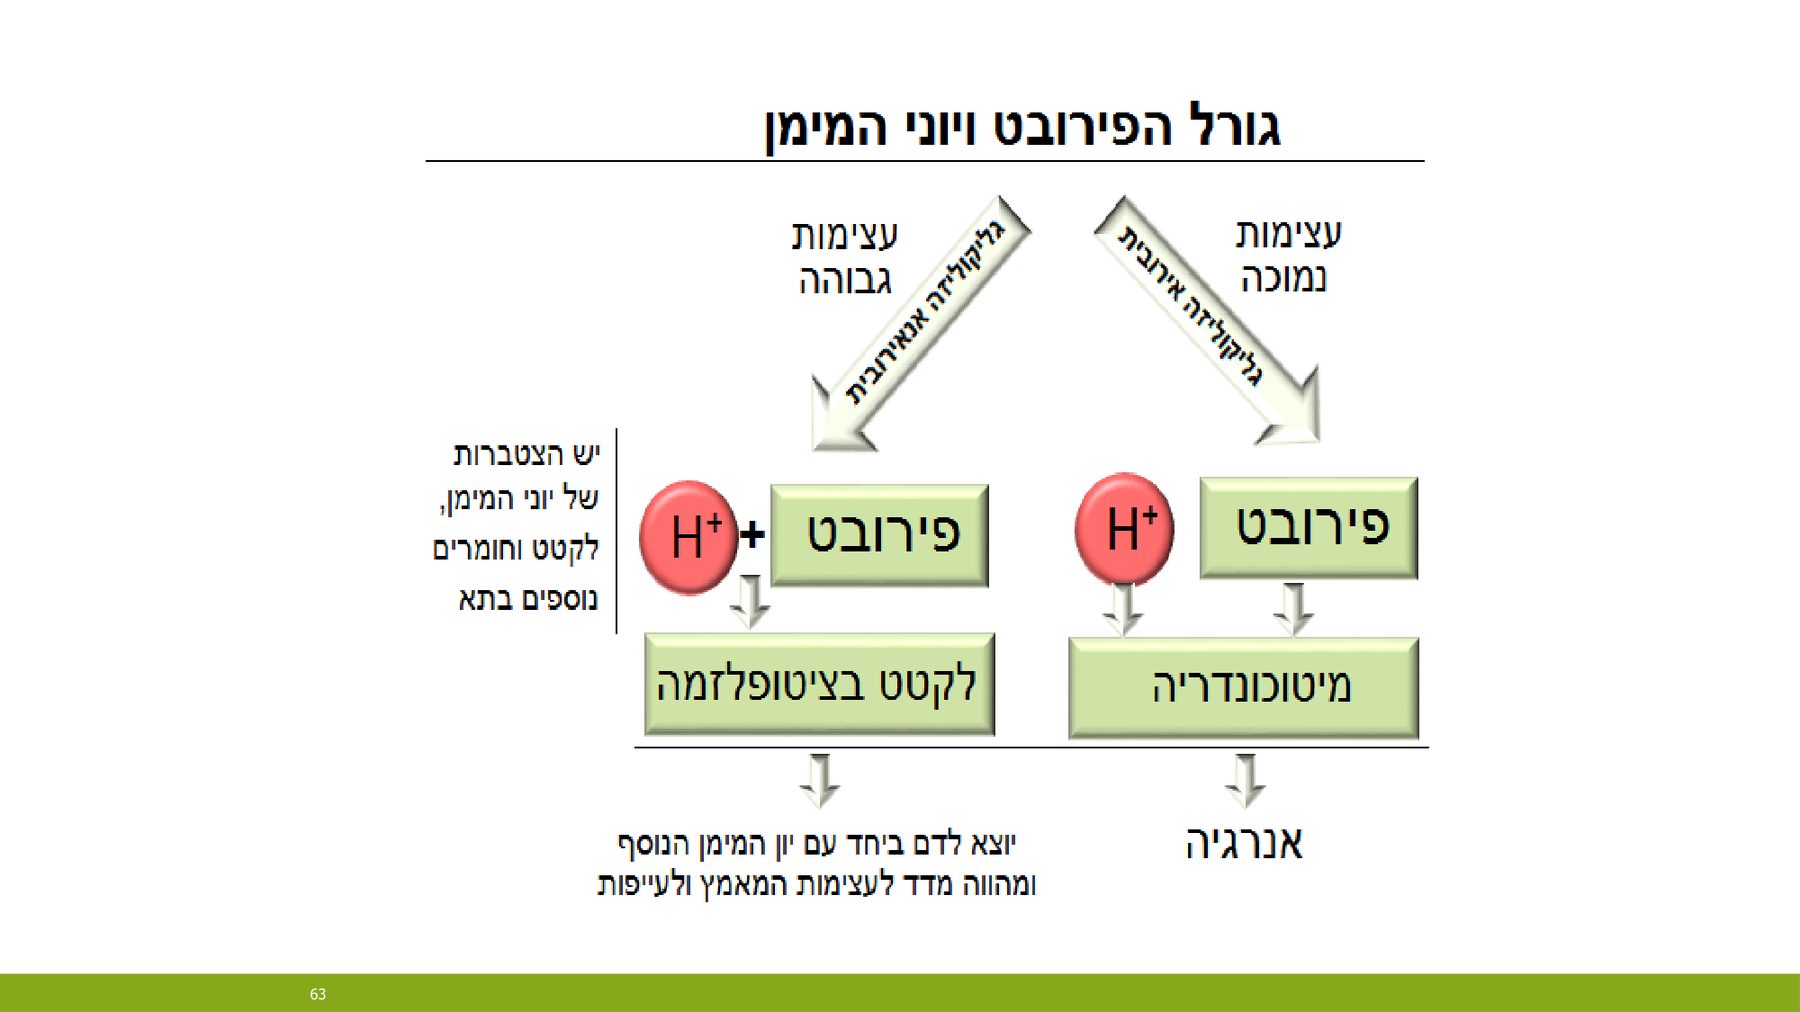 גורל הפירובט ויוני המימן
עצימות
נמוכה
גליקוליזה אירובית
עצימות
גבוהה
גליקוליזה אנאירובית
פירובט
H⁺
מיטוכונדריה
אנרגיה
פירובט
+
H⁺
לקטט בציטופלזמה
יש הצטברות
של יוני המימן,
לקטט וחומרים
נוספים בתא
יוצא לדם ביחד עם יון המימן הנוסף
ומהווה מדד לעצימות המאמץ ולעייפות
63